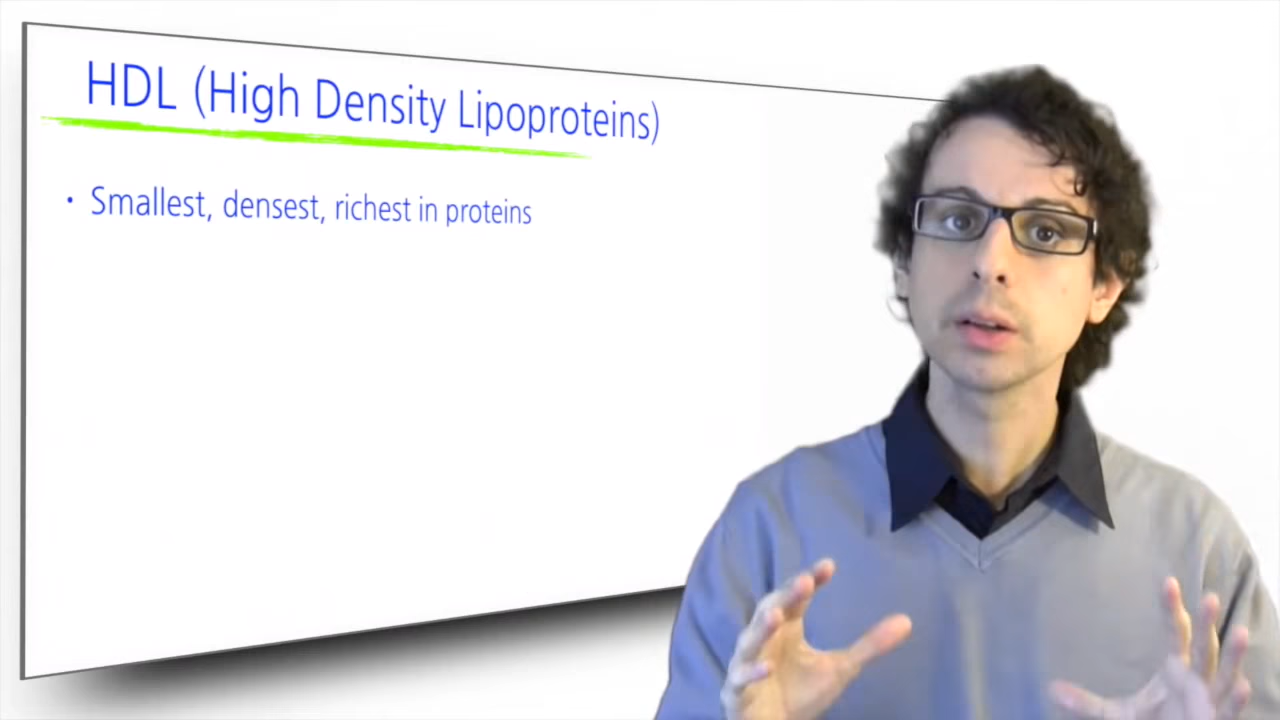 HDL (High Density Lipoproteins)
• Smallest, densest, richest in proteins